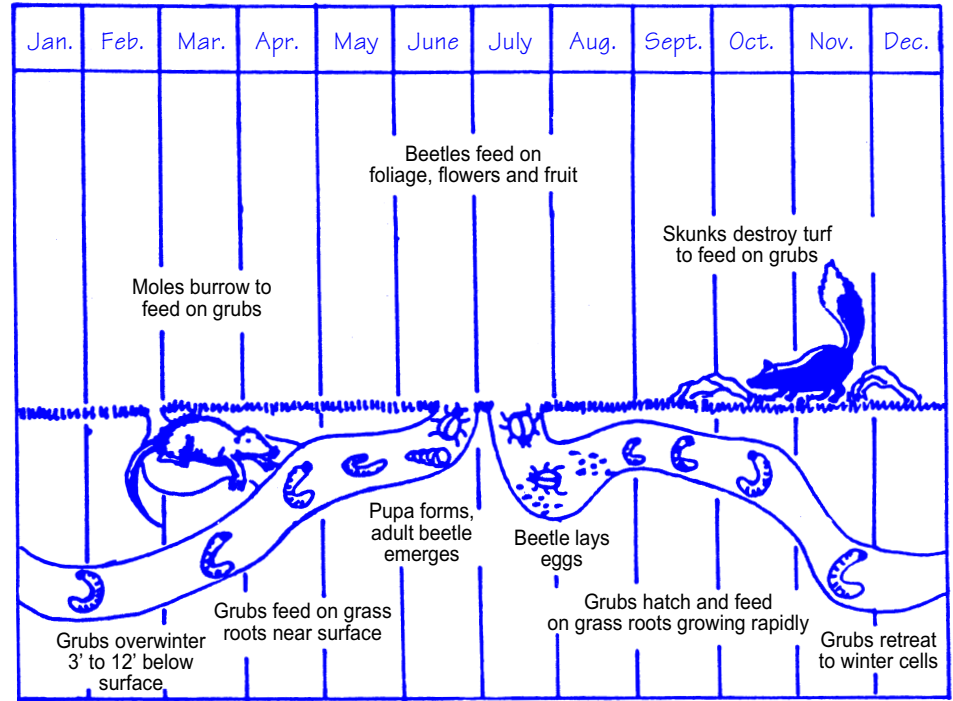 Jan. Feb. Mar. Apr. May June July Aug. Sept. Oct. Nov. Dec.
Beetles feed on
foliage, flowers and fruit
Skunks destroy turf
to feed on grubs
Moles burrow to
feed on grubs
Pupa forms,
adult beetle
emerges
Beetle lays
eggs
Grubs feed on grass
roots near surface
Grubs hatch and feed
on grass roots growing rapidly
Grubs overwinter
3’ to 12’ below
surface
Grubs retreat
to winter cells